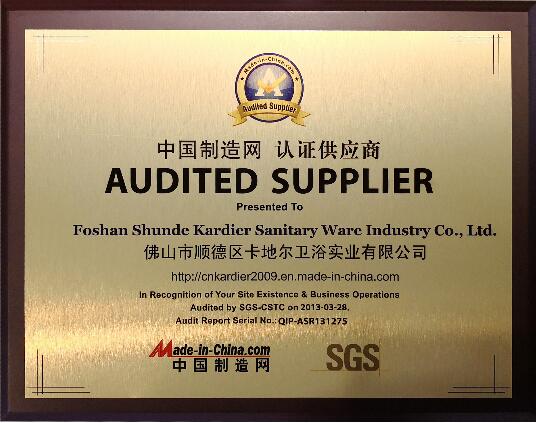 Made-in-China.com
Audited Supplier
中国制造网 认证供应商
AUDITED SUPPLIER
Presented To
Foshan Shunde Kardier Sanitary Ware Industry Co., Ltd.
佛山市顺德区卡地尔卫浴实业有限公司
http://cnkardier2009.en.made-in-china.com
In Recognition of Your Site Existence & Business Operations
Audited by SGS-CSTC on 2013-03-28,
Audit Report Serial No.: QIP-ASR131275
Made-in-China.com
中国制造网
SGS